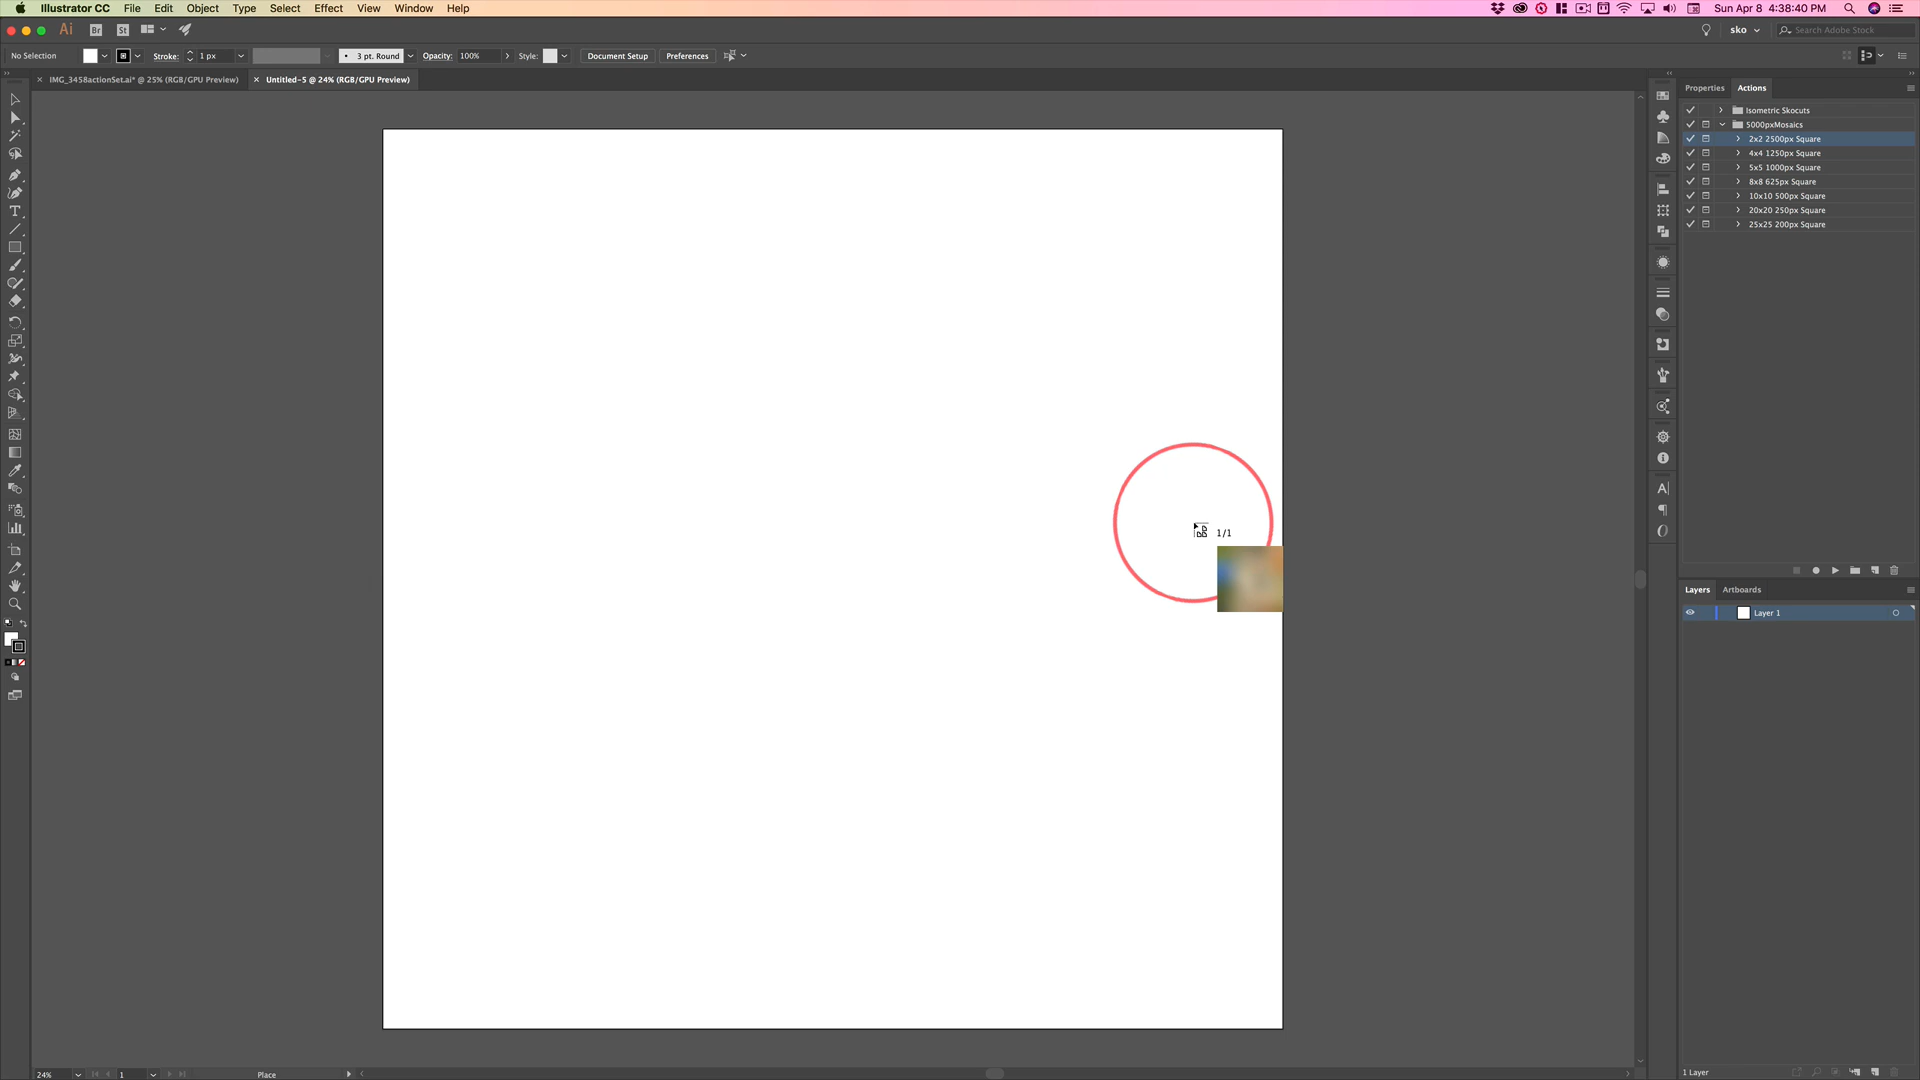 Illustrator CC File Edit Object Type Select Effect View Window Help Sun Apr 8 4:38:40 PM
Ai Br St sko Search Adobe Stock
No Selection Stroke: 1 px • 3 pt. Round Opacity: 100% Style: Document Setup Preferences
× IMG_3458actionSet.ai* @ 25% (RGB/GPU Preview) × Untitled-5 @ 24% (RGB/GPU Preview)
Properties Actions
Isometric Skocuts
5000pxMosaics
2x2 2500px Square
4x4 1250px Square
5x5 1000px Square
8x8 625px Square
10x10 500px Square
20x20 250px Square
25x25 200px Square
1/1
Layers Artboards
Layer 1
24% 1 Place 1 Layer